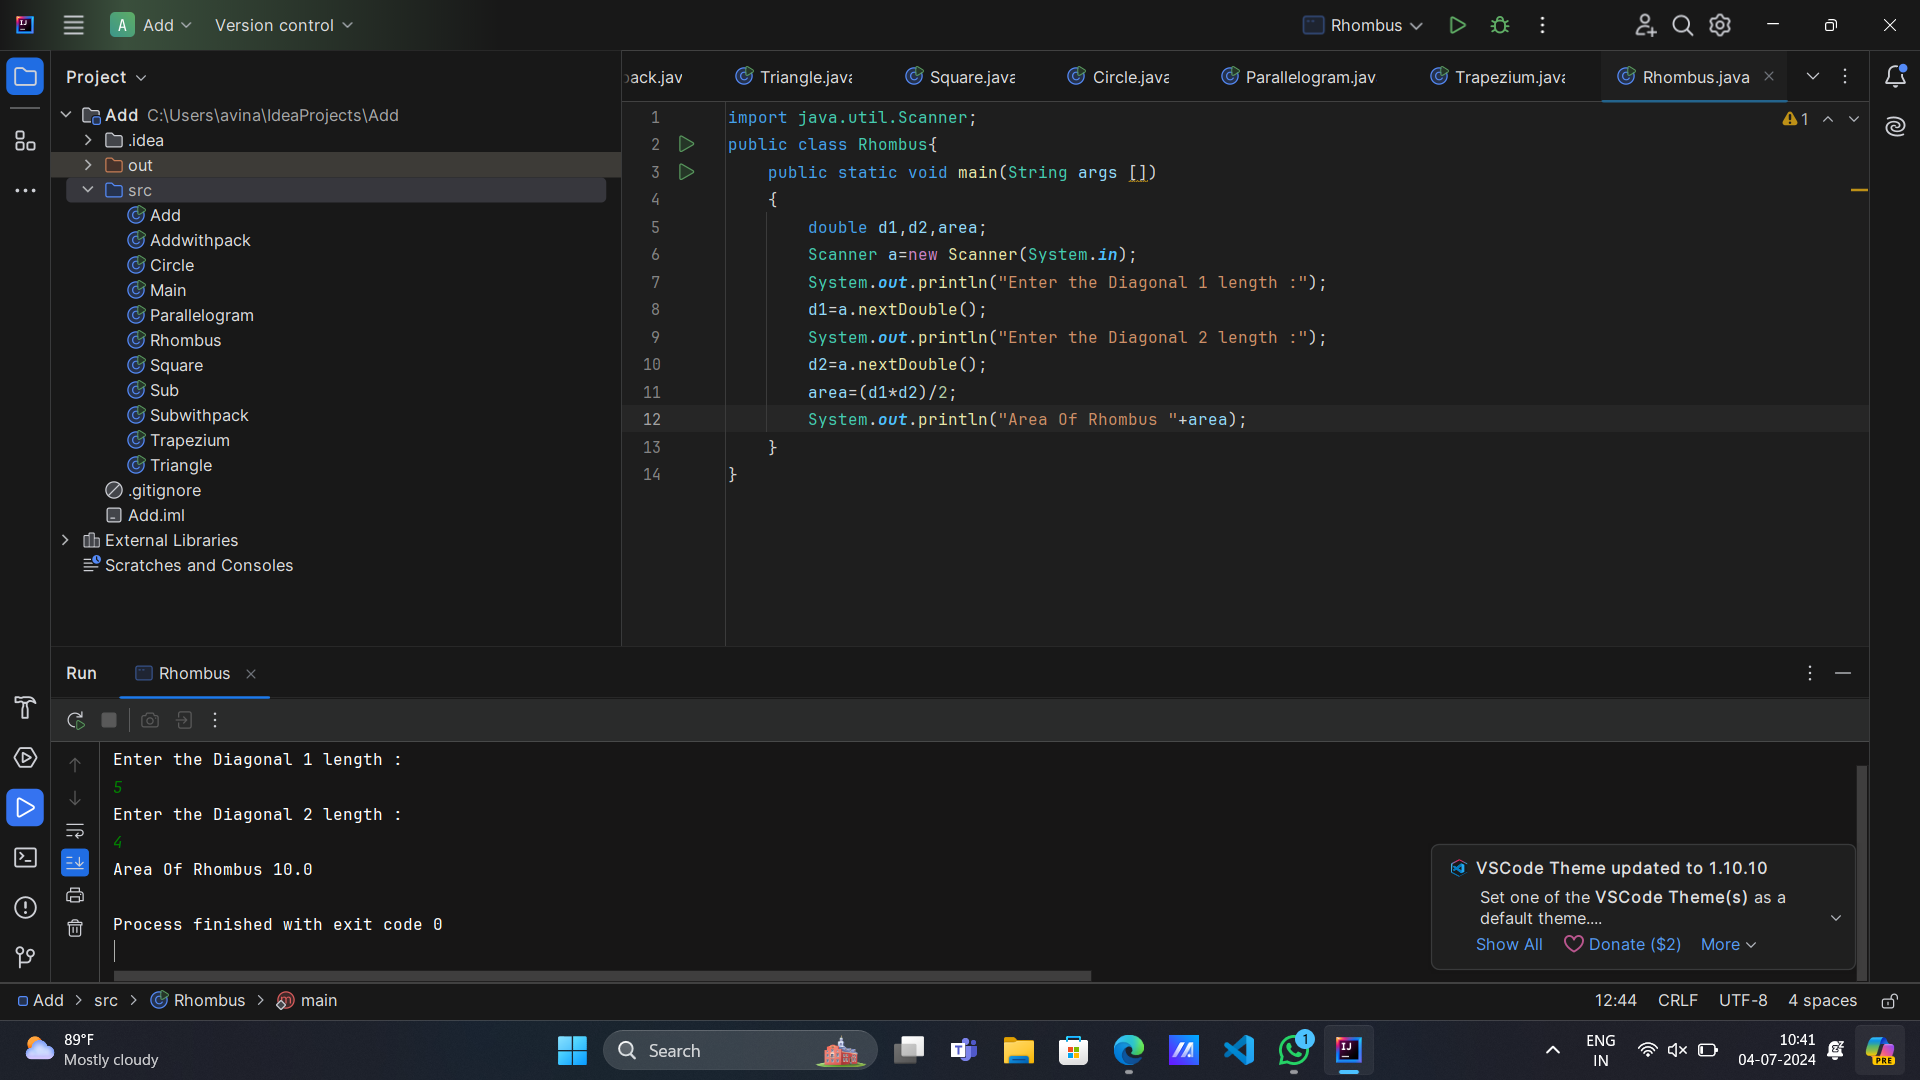 A Add Version control Rhombus
Project
Add C:\Users\avina\IdeaProjects\Add
.idea
out
src
Add
Addwithpack
Circle
Main
Parallelogram
Rhombus
Square
Sub
Subwithpack
Trapezium
Triangle
.gitignore
Add.iml
External Libraries
Scratches and Consoles
ack.jav Triangle.java Square.java Circle.java Parallelogram.jav Trapezium.java Rhombus.java
1 import java.util.Scanner;
2 public class Rhombus{
3 public static void main(String args [])
4 {
5 double d1,d2,area;
6 Scanner a=new Scanner(System.in);
7 System.out.println("Enter the Diagonal 1 length :");
8 d1=a.nextDouble();
9 System.out.println("Enter the Diagonal 2 length :");
10 d2=a.nextDouble();
11 area=(d1*d2)/2;
12 System.out.println("Area Of Rhombus "+area);
13 }
14 }
1
Run Rhombus
Enter the Diagonal 1 length :
5
Enter the Diagonal 2 length :
4
Area Of Rhombus 10.0
Process finished with exit code 0
VSCode Theme updated to 1.10.10
Set one of the VSCode Theme(s) as a
default theme....
Show All Donate ($2) More
Add src Rhombus m main
12:44 CRLF UTF-8 4 spaces
89°F
Mostly cloudy
Search
1
ENG
IN
10:41
04-07-2024
PRE